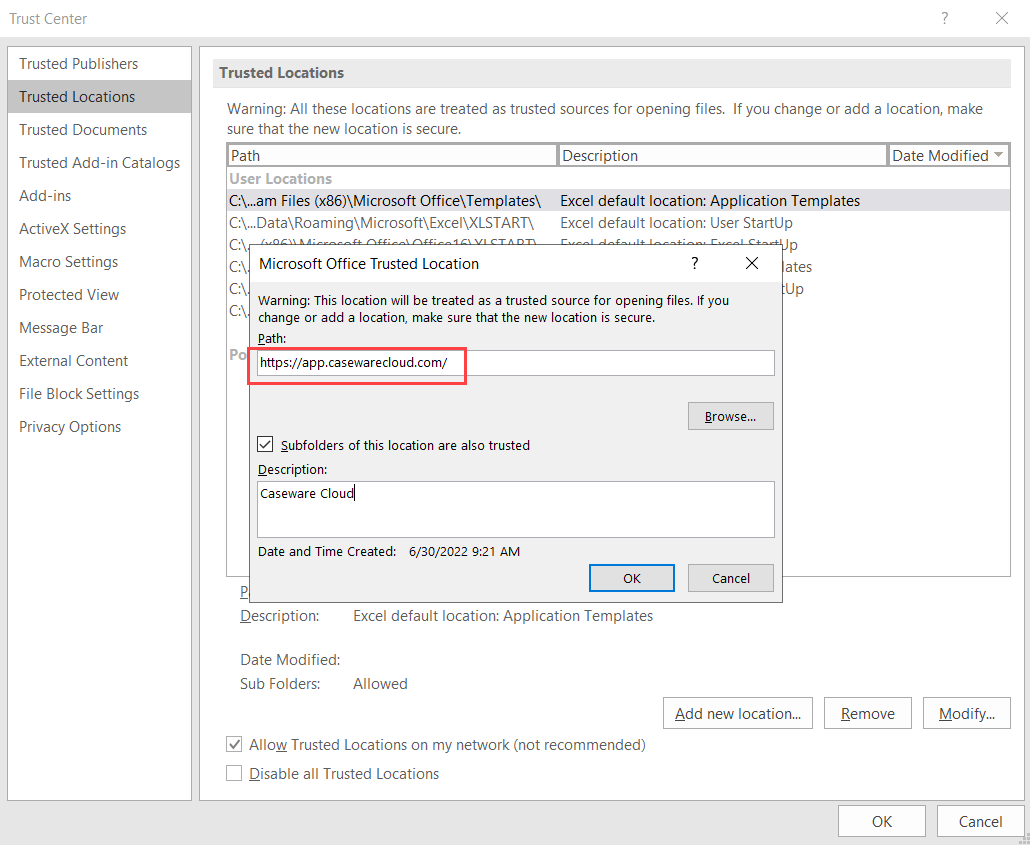 Trust Center
?
Trusted Publishers
Trusted Locations
Trusted Documents
Trusted Add-in Catalogs
Add-ins
ActiveX Settings
Macro Settings
Protected View
Message Bar
External Content
File Block Settings
Privacy Options
Trusted Locations
Warning: All these locations are treated as trusted sources for opening files. If you change or add a location, make
sure that the new location is secure.
Path Description Date Modified
User Locations
C:\...am Files (x86)\Microsoft Office\Templates\ Excel default location: Application Templates
C:\...Data\Roaming\Microsoft\Excel\XLSTART\ Excel default location: User StartUp
C:\... (x86)\Microsoft Office\Office16\XLSTART\ Excel default location: Excel StartUp
C:\. lates
C:\. tUp
C:\.
Po
Microsoft Office Trusted Location
?
Warning: This location will be treated as a trusted source for opening files. If you
change or add a location, make sure that the new location is secure.
Path:
https://app.casewarecloud.com/
Browse...
Subfolders of this location are also trusted
Description:
Caseware Cloud
Date and Time Created: 6/30/2022 9:21 AM
OK Cancel
P
Description: Excel default location: Application Templates
Date Modified:
Sub Folders: Allowed
Add new location... Remove Modify...
Allow Trusted Locations on my network (not recommended)
Disable all Trusted Locations
OK Cancel